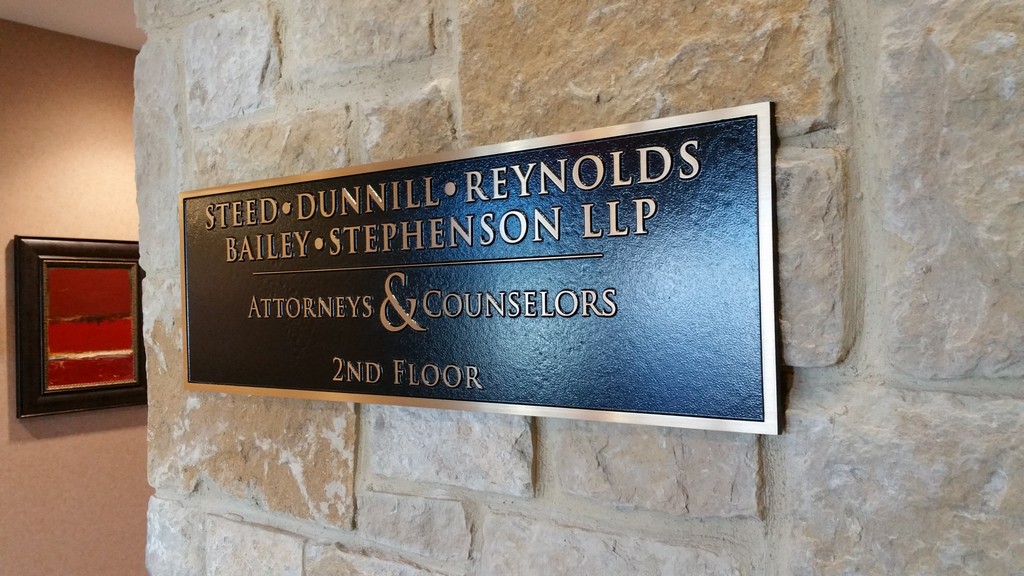 STEED • DUNNILL • REYNOLDS
BAILEY • STEPHENSON LLP
ATTORNEYS & COUNSELORS
2ND FLOOR